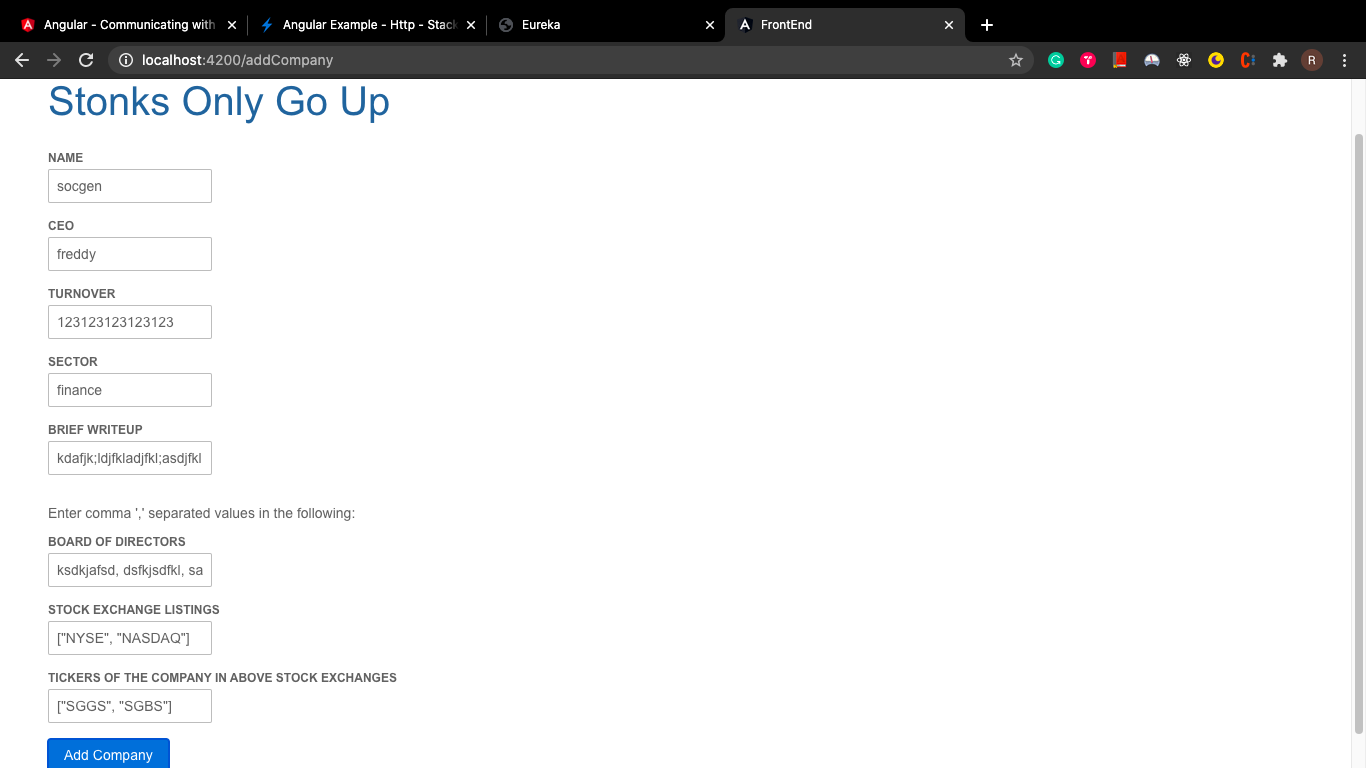 Angular - Communicating with
Angular Example - Http - Stack
Eureka
FrontEnd
localhost:4200/addCompany
R
Stonks Only Go Up
NAME
socgen
CEO
freddy
TURNOVER
123123123123123
SECTOR
finance
BRIEF WRITEUP
kdafjk;ldjfkladjfkl;asdjfkl
Enter comma ',' separated values in the following:
BOARD OF DIRECTORS
ksdkjafsd, dsfkjsdfkl, sa
STOCK EXCHANGE LISTINGS
["NYSE", "NASDAQ"]
TICKERS OF THE COMPANY IN ABOVE STOCK EXCHANGES
["SGGS", "SGBS"]
Add Company